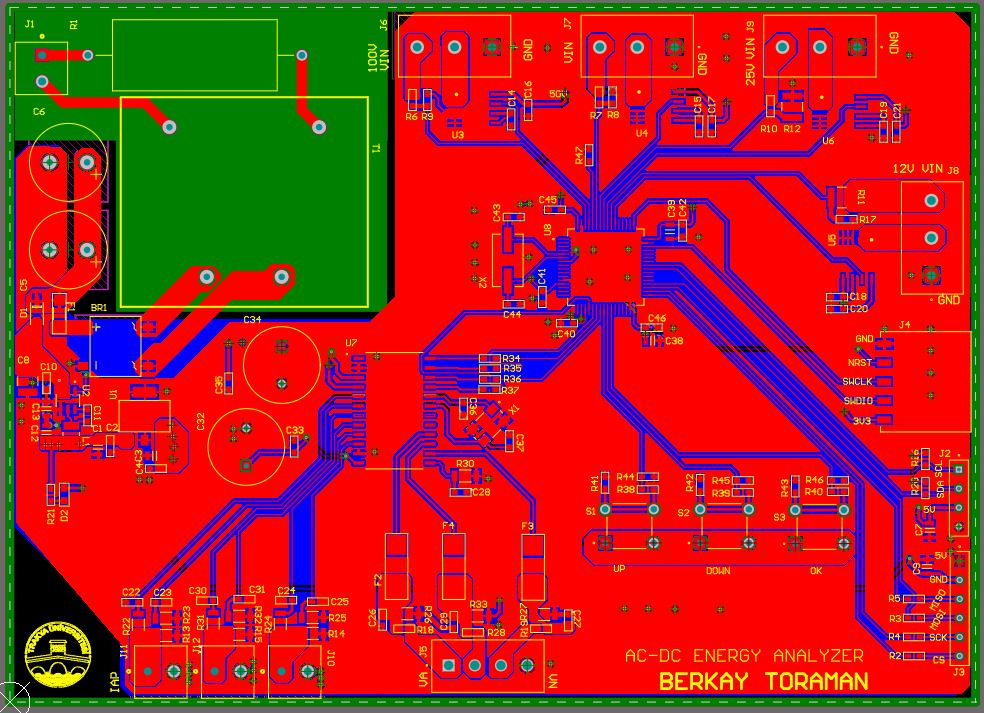 J1
R1
J6
100V
VIN
GND
J7
VIN
GND
J9
25V VIN
GND
C6
R6
R9
C14
C16
5GV
U3
R7
R8
U4
C15
C17
R10
R12
U6
C19
C21
T1
R47
12V VIN
J8
R11
R17
U5
C43
C45
U8
C39
C42
X2
C41
C44
C40
C46
C38
C18
C20
GND
C5
D1
F1
BR1
C34
U7
J4
GND
NRST
SWCLK
SWDIO
3V3
C8
C10
U2
U1
C35
R34
R35
R36
R37
C13
C11
C12
C1
C2
C3
C4
C32
C33
C36
X1
C37
R30
C28
R21
D2
R41
R44
R38
R42
R45
R39
R43
R46
R40
S1
S2
S3
UP
DOWN
OK
J2
SCL
SDA
5V
C7
5V
C9
GND
F2
F4
F3
C22
C23
C30
C31
C24
C25
R22
R23
R13
R31
R32
R15
R24
R25
R14
C26
R26
R18
C29
R33
R28
R27
R19
C27
R5
MISO
R3
MOSI
R4
SCK
R2
CS
J3
TRAKYA UNIVERSITESI
J11
J12
J10
IAP
J5
VA
VN
AC-DC ENERGY ANALYZER
BERKAY TORAMAN